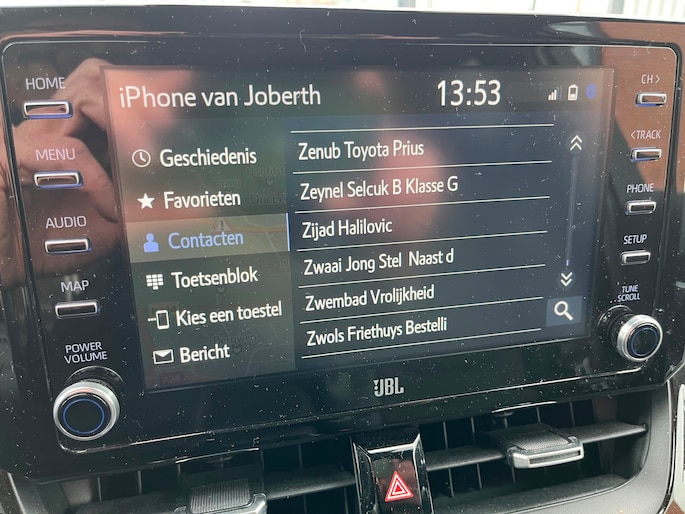 HOME
MENU
AUDIO
MAP
POWER
VOLUME
iPhone van Joberth
13:53
Geschiedenis
Favorieten
Contacten
Toetsenblok
Kies een toestel
Bericht
Zenub Toyota Prius
Zeynel Selcuk B Klasse G
Zijad Halilovic
Zwaai Jong Stel Naast d
Zwembad Vrolijkheid
Zwols Friethuys Bestelli
CH >
< TRACK
PHONE
SETUP
TUNE
SCROLL
JBL